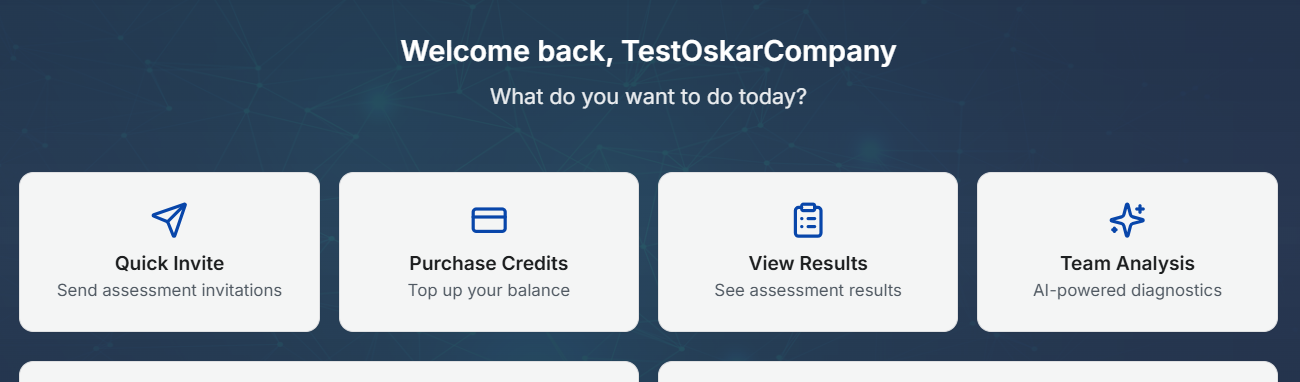 Welcome back, TestOskarCompany
What do you want to do today?
Quick Invite
Send assessment invitations
Purchase Credits
Top up your balance
View Results
See assessment results
Team Analysis
AI-powered diagnostics